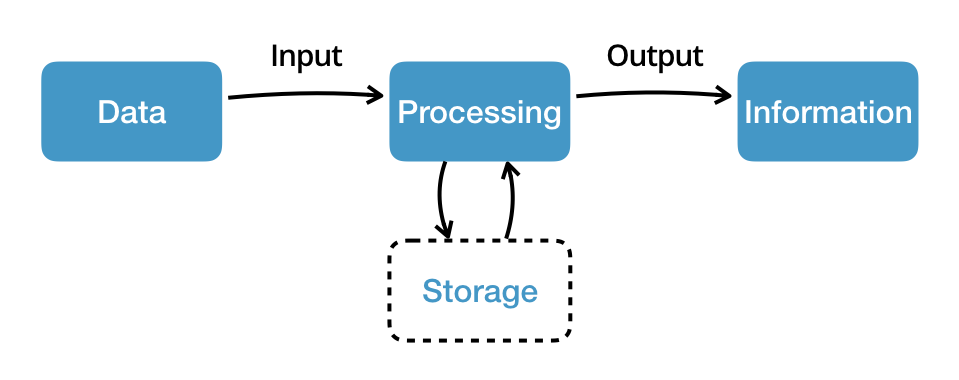 Input
Output
Data
Processing
Information
Storage